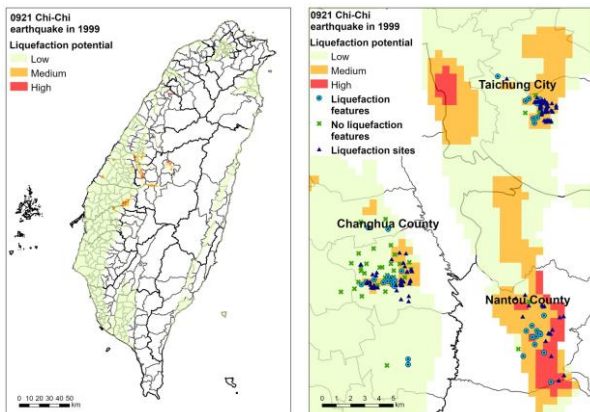 0921 Chi-Chi
earthquake in 1999
Liquefaction potential
Low
Medium
High
0 10 20 30 40 50
km
0921 Chi-Chi
earthquake in 1999
Liquefaction potential
Low
Medium
High
Liquefaction
features
No liquefaction
features
Liquefaction sites
Taichung City
Changhua County
Nantou County
0 1 2 3 4 5
km